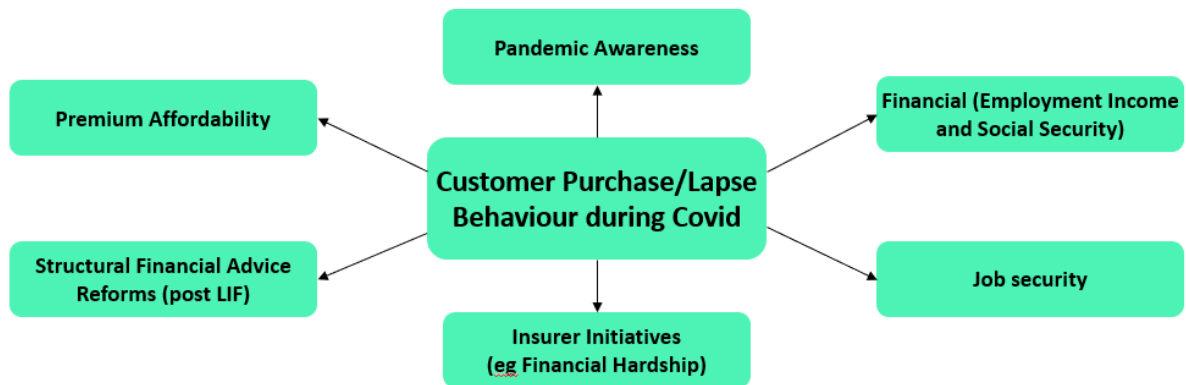 Pandemic Awareness
Premium Affordability
Financial (Employment Income
and Social Security)
Customer Purchase/Lapse
Behaviour during Covid
Structural Financial Advice
Reforms (post LIF)
Job security
Insurer Initiatives
(eg Financial Hardship)